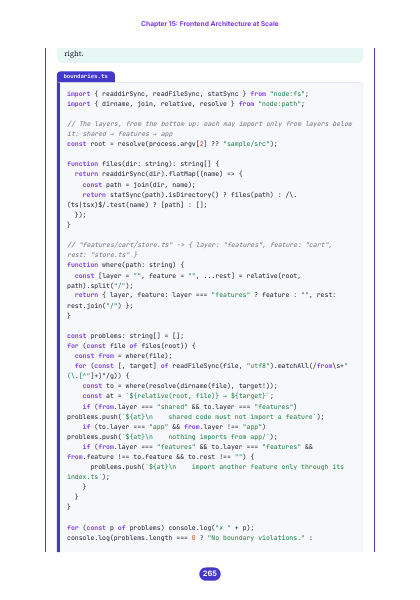 Chapter 15: Frontend Architecture at Scale
right.
boundaries.ts
import { readdirSync, readFileSync, statSync } from "node:fs";
import { dirname, join, relative, resolve } from "node:path";
// The layers, from the bottom up: each may import only from layers below
it: shared → features → app
const root = resolve(process.argv[2] ?? "sample/src");
function files(dir: string): string[] {
  return readdirSync(dir).flatMap((name) => {
    const path = join(dir, name);
    return statSync(path).isDirectory() ? files(path) : /\.
(ts|tsx)$/.test(name) ? [path] : [];
  });
}
// "features/cart/store.ts" -> { layer: "features", feature: "cart",
rest: "store.ts" }
function where(path: string) {
  const [layer = "", feature = "", ...rest] = relative(root,
path).split("/");
  return { layer, feature: layer === "features" ? feature : "", rest:
rest.join("/") };
}
const problems: string[] = [];
for (const file of files(root)) {
  const from = where(file);
  for (const [, target] of readFileSync(file, "utf8").matchAll(/from\s+"
(\.[^"]+)"/g)) {
    const to = where(resolve(dirname(file), target!));
    const at = `${relative(root, file)} → ${target}`;
    if (from.layer === "shared" && to.layer === "features")
problems.push(`${at}\n    shared code must not import a feature`);
    if (to.layer === "app" && from.layer !== "app")
problems.push(`${at}\n    nothing imports from app/`);
    if (from.layer === "features" && to.layer === "features" &&
from.feature !== to.feature && to.rest !== "") {
      problems.push(`${at}\n    import another feature only through its
index.ts`);
    }
  }
}
for (const p of problems) console.log("✗ " + p);
console.log(problems.length === 0 ? "No boundary violations." :
265